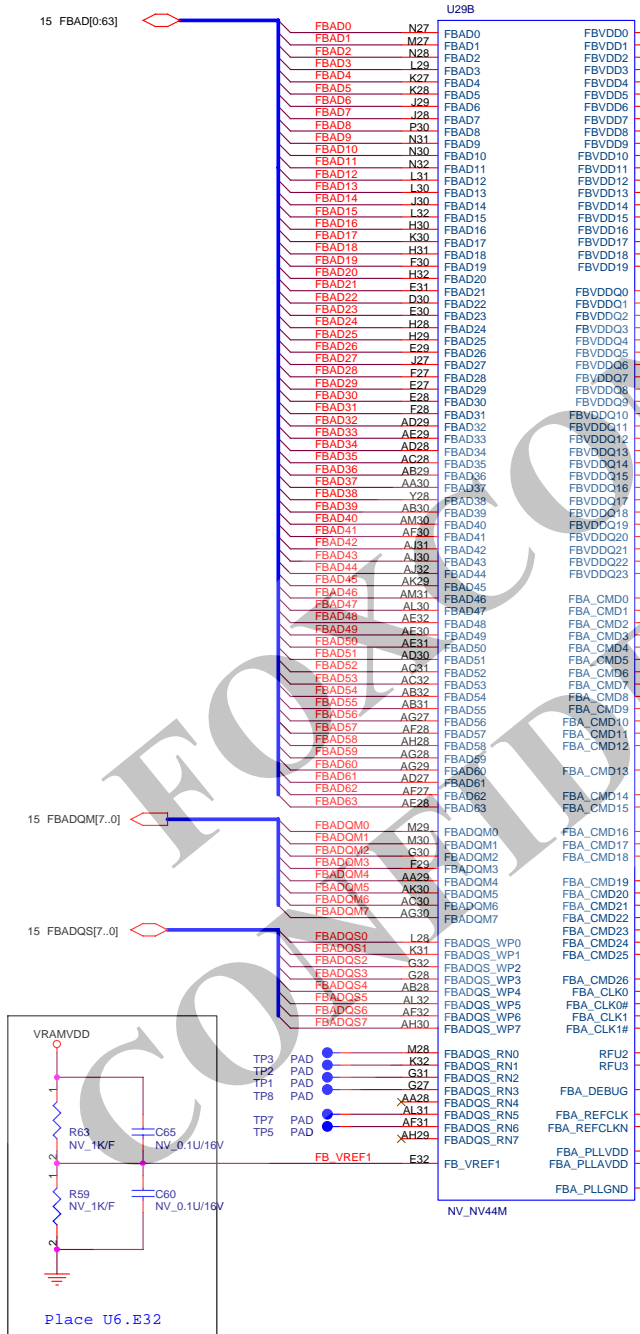 U29B
15 FBAD[0:63]
FBAD0 N27 FBAD0 FBVDD0
FBAD1 M27 FBAD1 FBVDD1
FBAD2 N28 FBAD2 FBVDD2
FBAD3 L29 FBAD3 FBVDD3
FBAD4 K27 FBAD4 FBVDD4
FBAD5 K28 FBAD5 FBVDD5
FBAD6 J29 FBAD6 FBVDD6
FBAD7 J28 FBAD7 FBVDD7
FBAD8 P30 FBAD8 FBVDD8
FBAD9 N31 FBAD9 FBVDD9
FBAD10 N30 FBAD10 FBVDD10
FBAD11 N32 FBAD11 FBVDD11
FBAD12 L31 FBAD12 FBVDD12
FBAD13 L30 FBAD13 FBVDD13
FBAD14 J30 FBAD14 FBVDD14
FBAD15 L32 FBAD15 FBVDD15
FBAD16 H30 FBAD16 FBVDD16
FBAD17 K30 FBAD17 FBVDD17
FBAD18 H31 FBAD18 FBVDD18
FBAD19 F30 FBAD19 FBVDD19
FBAD20 H32 FBAD20
FBAD21 E31 FBAD21 FBVDDQ0
FBAD22 D30 FBAD22 FBVDDQ1
FBAD23 E30 FBAD23 FBVDDQ2
FBAD24 H28 FBAD24 FBVDDQ3
FBAD25 H29 FBAD25 FBVDDQ4
FBAD26 E29 FBAD26 FBVDDQ5
FBAD27 J27 FBAD27 FBVDDQ6
FBAD28 F27 FBAD28 FBVDDQ7
FBAD29 E27 FBAD29 FBVDDQ8
FBAD30 E28 FBAD30 FBVDDQ9
FBAD31 F28 FBAD31 FBVDDQ10
FBAD32 AD29 FBAD32 FBVDDQ11
FBAD33 AE29 FBAD33 FBVDDQ12
FBAD34 AD28 FBAD34 FBVDDQ13
FBAD35 AC28 FBAD35 FBVDDQ14
FBAD36 AB29 FBAD36 FBVDDQ15
FBAD37 AA30 FBAD37 FBVDDQ16
FBAD38 Y28 FBAD38 FBVDDQ17
FBAD39 AB30 FBAD39 FBVDDQ18
FBAD40 AM30 FBAD40 FBVDDQ19
FBAD41 AF30 FBAD41 FBVDDQ20
FBAD42 AJ31 FBAD42 FBVDDQ21
FBAD43 AJ30 FBAD43 FBVDDQ22
FBAD44 AJ32 FBAD44 FBVDDQ23
FBAD45 AK29 FBAD45
FBAD46 AM31 FBAD46 FBA_CMD0
FBAD47 AL30 FBAD47 FBA_CMD1
FBAD48 AE32 FBAD48 FBA_CMD2
FBAD49 AE30 FBAD49 FBA_CMD3
FBAD50 AE31 FBAD50 FBA_CMD4
FBAD51 AD30 FBAD51 FBA_CMD5
FBAD52 AC31 FBAD52 FBA_CMD6
FBAD53 AC32 FBAD53 FBA_CMD7
FBAD54 AB32 FBAD54 FBA_CMD8
FBAD55 AB31 FBAD55 FBA_CMD9
FBAD56 AG27 FBAD56 FBA_CMD10
FBAD57 AF28 FBAD57 FBA_CMD11
FBAD58 AH28 FBAD58 FBA_CMD12
FBAD59 AG28 FBAD59
FBAD60 AG29 FBAD60 FBA_CMD13
FBAD61 AD27 FBAD61
FBAD62 AF27 FBAD62 FBA_CMD14
FBAD63 AE28 FBAD63 FBA_CMD15
15 FBADQM[7..0]
FBADQM0 M29 FBADQM0 FBA_CMD16
FBADQM1 M30 FBADQM1 FBA_CMD17
FBADQM2 G30 FBADQM2 FBA_CMD18
FBADQM3 F29 FBADQM3
FBADQM4 AA29 FBADQM4 FBA_CMD19
FBADQM5 AK30 FBADQM5 FBA_CMD20
FBADQM6 AC30 FBADQM6 FBA_CMD21
FBADQM7 AG30 FBADQM7 FBA_CMD22
FBA_CMD23
15 FBADQS[7..0]
FBADQS0 L28 FBADQS_WP0 FBA_CMD24
FBADQS1 K31 FBADQS_WP1 FBA_CMD25
FBADQS2 G32 FBADQS_WP2
FBADQS3 G28 FBADQS_WP3 FBA_CMD26
FBADQS4 AB28 FBADQS_WP4 FBA_CLK0
FBADQS5 AL32 FBADQS_WP5 FBA_CLK0#
FBADQS6 AF32 FBADQS_WP6 FBA_CLK1
FBADQS7 AH30 FBADQS_WP7 FBA_CLK1#
TP3 PAD M28 FBADQS_RN0 RFU2
TP2 PAD K32 FBADQS_RN1 RFU3
TP1 PAD G31 FBADQS_RN2
TP8 PAD G27 FBADQS_RN3 FBA_DEBUG
AA28 FBADQS_RN4
TP7 PAD AL31 FBADQS_RN5 FBA_REFCLK
TP5 PAD AF31 FBADQS_RN6 FBA_REFCLKN
AH29 FBADQS_RN7
FBA_PLLVDD
FB_VREF1 E32 FB_VREF1 FBA_PLLAVDD
FBA_PLLGND
NV_NV44M
VRAMVDD
1
R63
NV_1K/F
2
C65
NV_0.1U/16V
1
R59
NV_1K/F
2
C60
NV_0.1U/16V
Place U6.E32